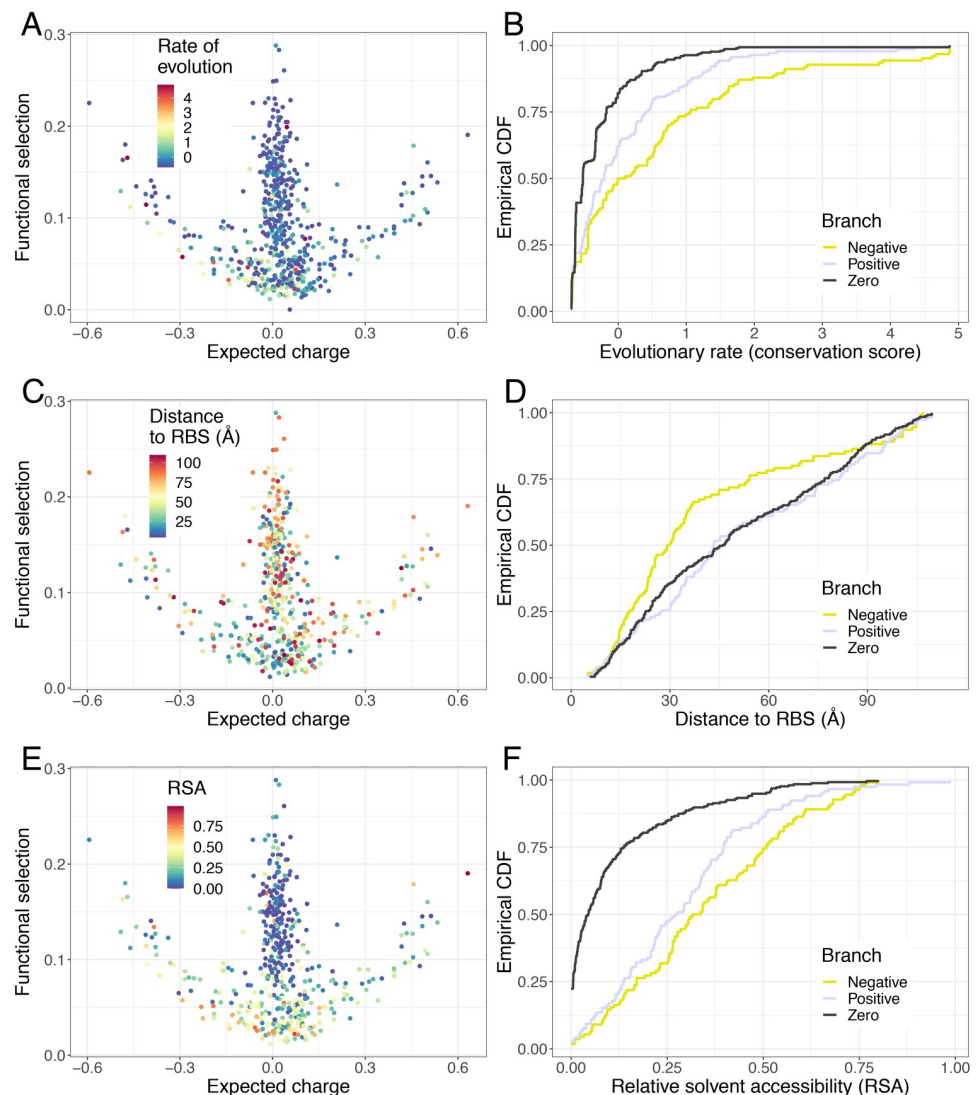 A
Rate of
evolution
4
3
2
1
0
0.3
0.2
0.1
0.0
Functional selection
−0.6
−0.3
0.0
0.3
0.6
Expected charge
B
1.00
0.75
0.50
0.25
0.00
Empirical CDF
Branch
Negative
Positive
Zero
0
1
2
3
4
5
Evolutionary rate (conservation score)
C
Distance
to RBS (Å)
100
75
50
25
0.3
0.2
0.1
0.0
Functional selection
−0.6
−0.3
0.0
0.3
0.6
Expected charge
D
1.00
0.75
0.50
0.25
0.00
Empirical CDF
Branch
Negative
Positive
Zero
0
30
60
90
Distance to RBS (Å)
E
RSA
0.75
0.50
0.25
0.00
0.3
0.2
0.1
0.0
Functional selection
−0.6
−0.3
0.0
0.3
0.6
Expected charge
F
1.00
0.75
0.50
0.25
0.00
Empirical CDF
Branch
Negative
Positive
Zero
0.00
0.25
0.50
0.75
1.00
Relative solvent accessibility (RSA)